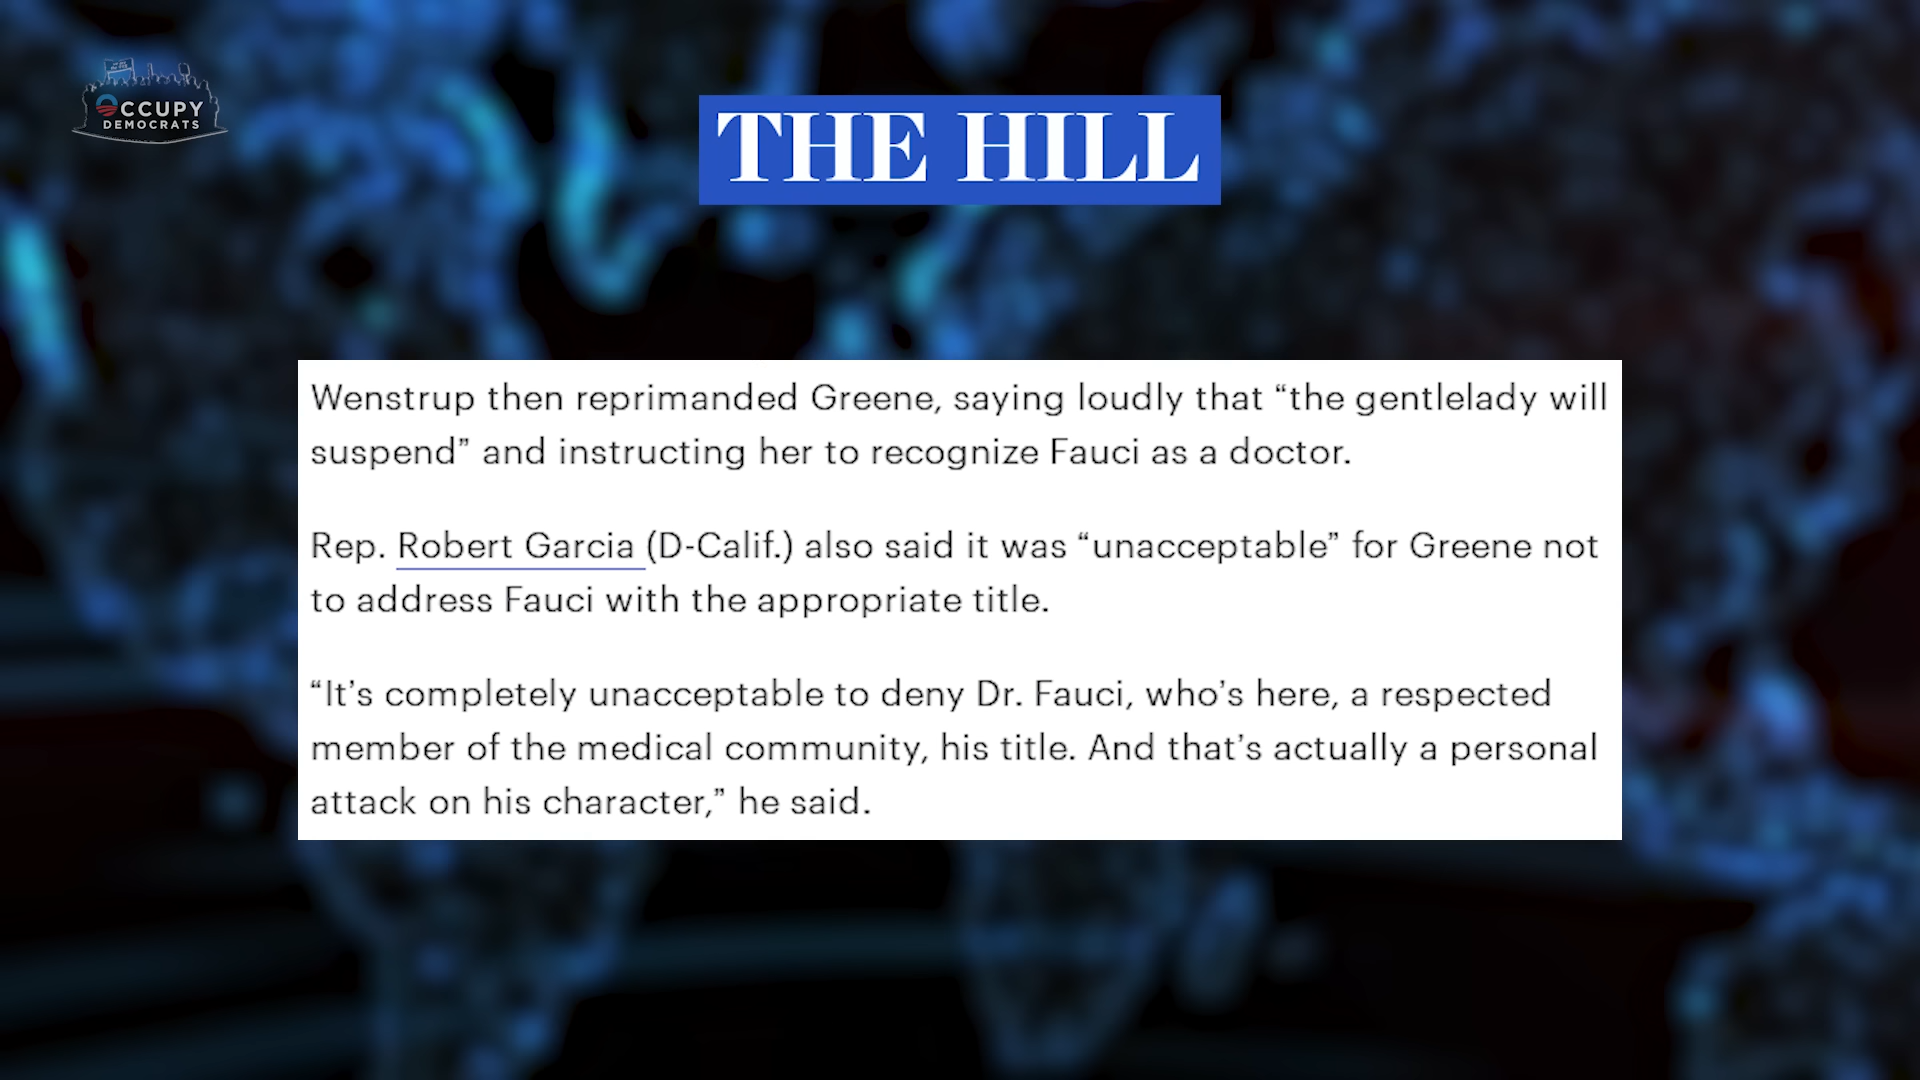 OCCUPY
DEMOCRATS
THE HILL
Wenstrup then reprimanded Greene, saying loudly that “the gentlelady will
suspend” and instructing her to recognize Fauci as a doctor.
Rep. Robert Garcia (D-Calif.) also said it was “unacceptable” for Greene not
to address Fauci with the appropriate title.
“It’s completely unacceptable to deny Dr. Fauci, who’s here, a respected
member of the medical community, his title. And that’s actually a personal
attack on his character,” he said.